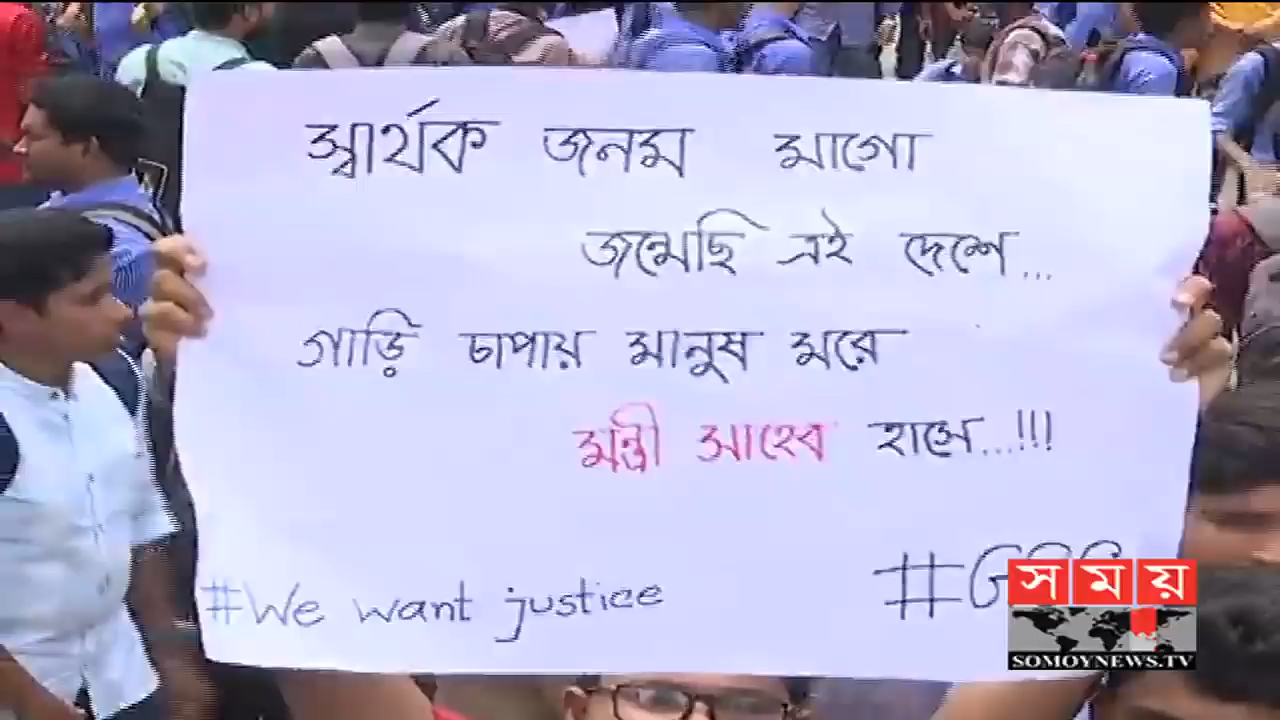 স্বার্থক জনম মাগো
জন্মেছি এই দেশে...
গাড়ি চাপায় মানুষ মরে
মন্ত্রী সাহেব হাসে...!!!
#We want justice
সময়
SOMOYNEWS.TV